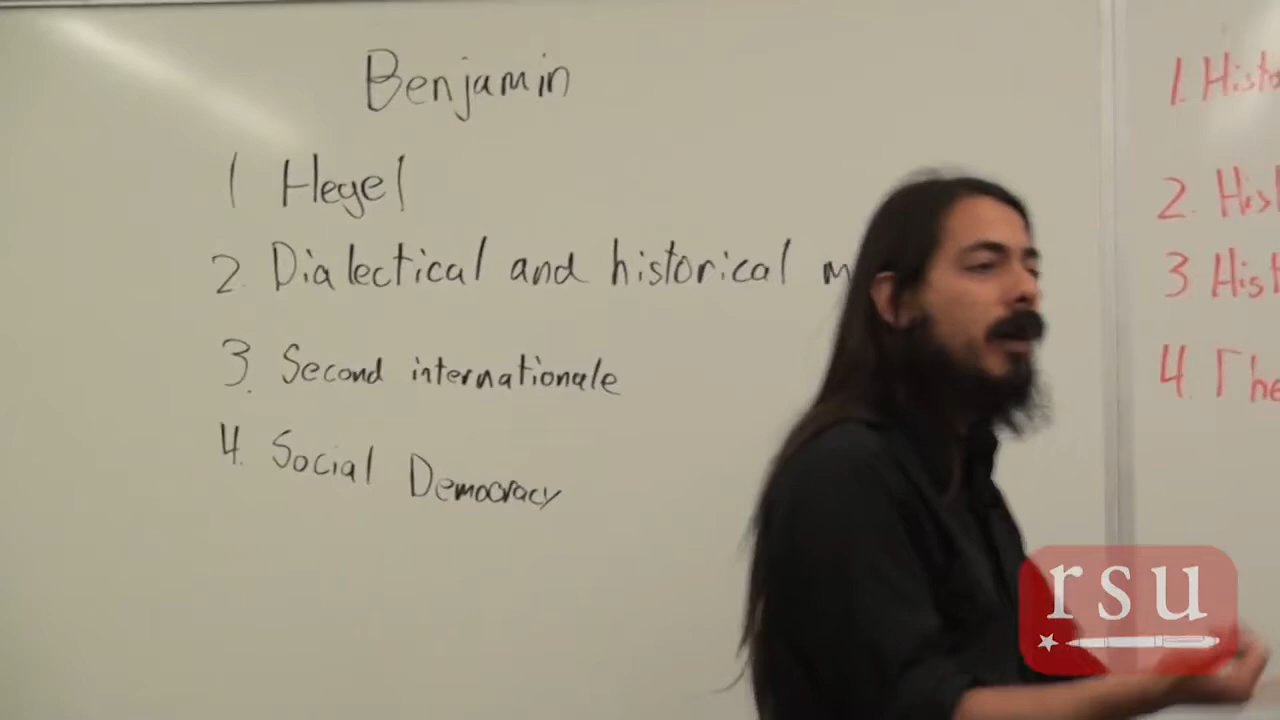 Benjamin
1 Hegel
2. Dialectical and historical m
3. Second internationale
4. Social Democracy
1. Histo
2. Hist
3 Hist
4. The
rsu